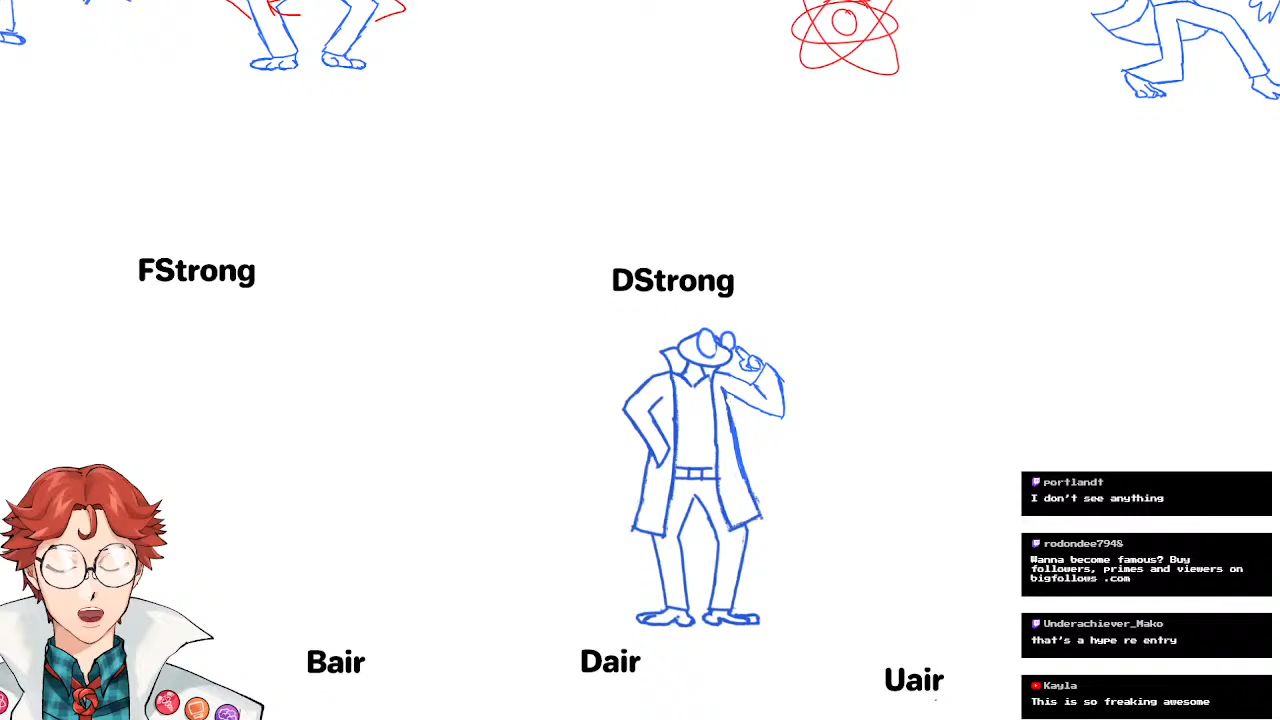 FStrong
DStrong
portlandt
I don't see anything
rodondee7948
Wanna become famous? Buy
followers, primes and viewers on
bigfollows .com
Underachiever_Mako
that's a hype re entry
Kayla
This is so freaking awesome
Bair
Dair
Uair